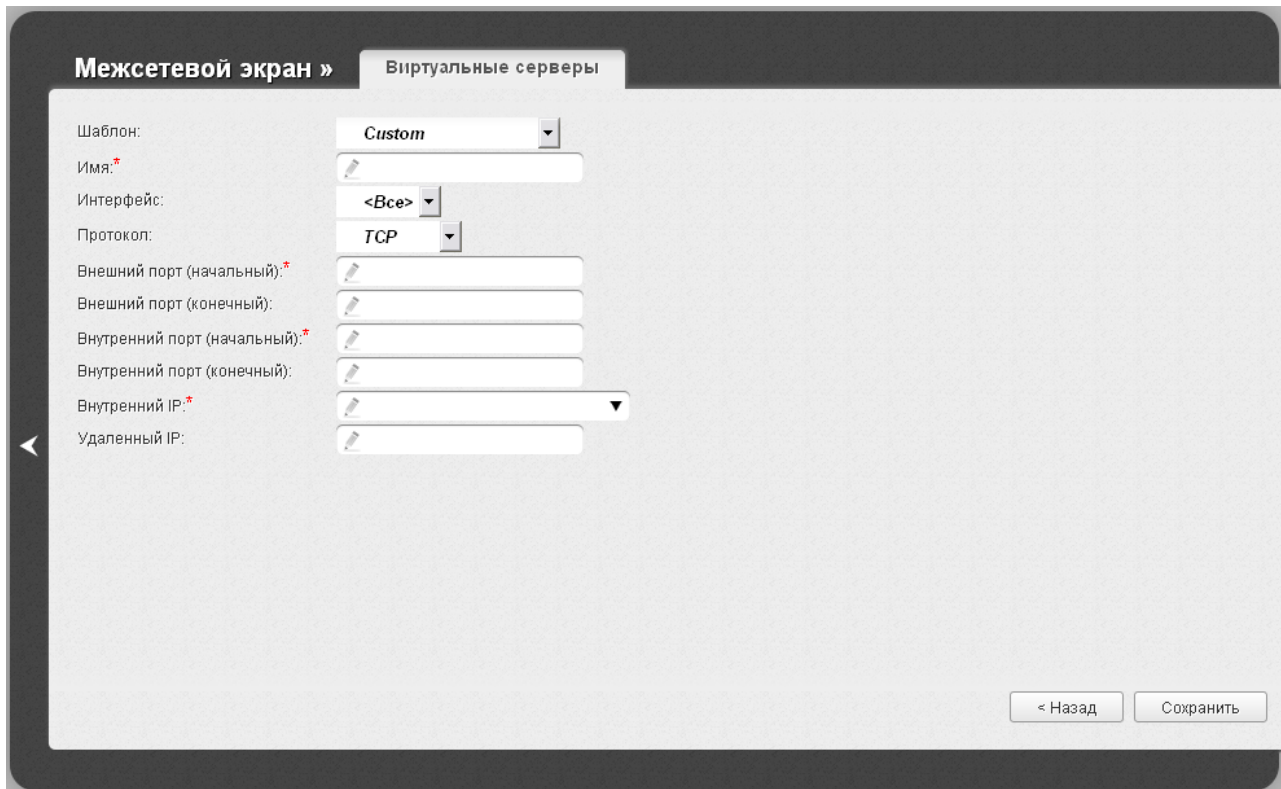 Межсетевой экран »
Виртуальные серверы
Шаблон:
Custom
Имя:*
Интерфейс:
<Все>
Протокол:
TCP
Внешний порт (начальный):*
Внешний порт (конечный):
Внутренний порт (начальный):*
Внутренний порт (конечный):
Внутренний IP:*
Удаленный IP:
< Назад
Сохранить